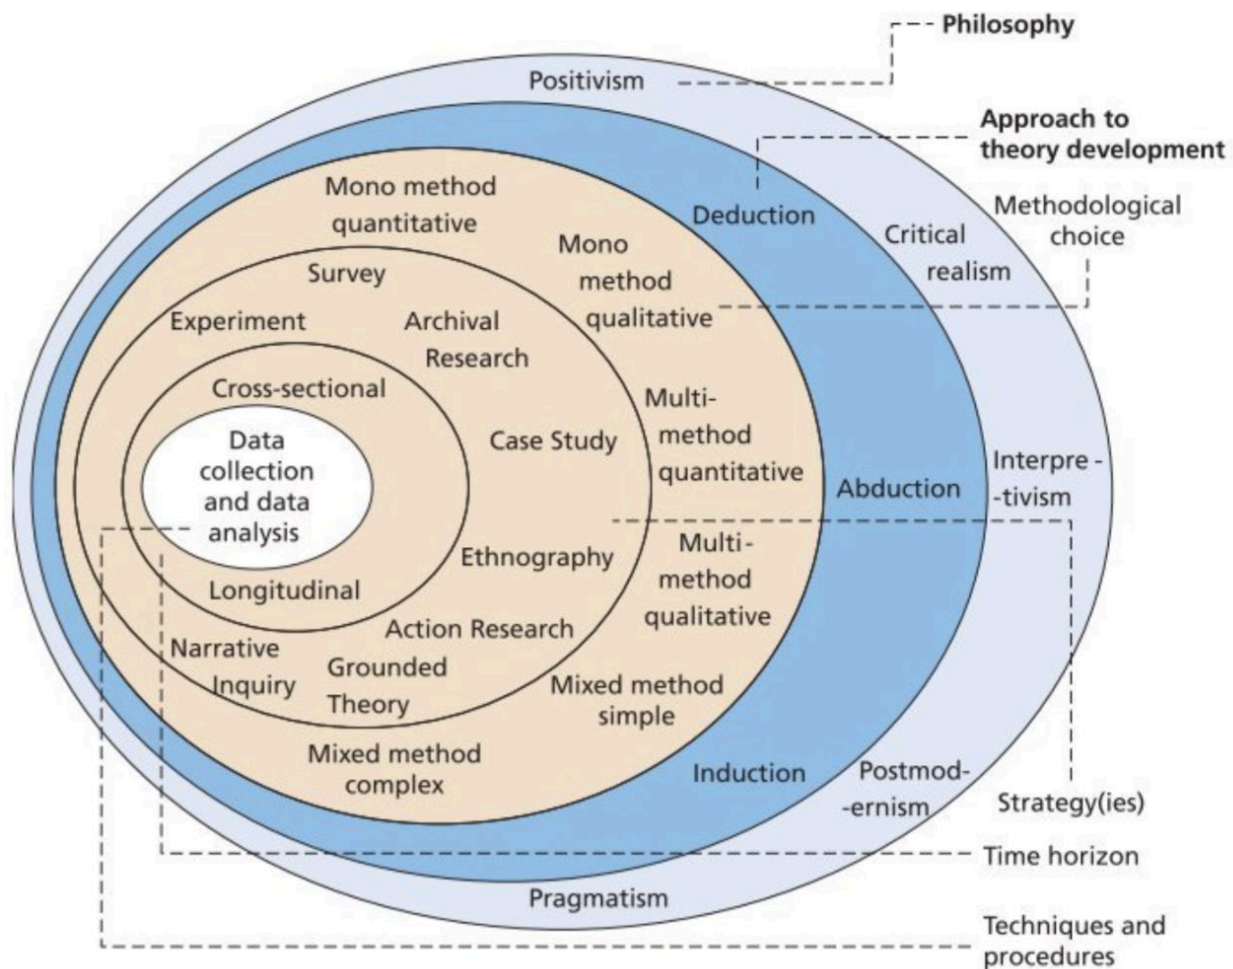 Philosophy
Positivism
Approach to
theory development
Mono method
quantitative
Deduction
Methodological
choice
Critical
realism
Mono
method
qualitative
Survey
Experiment
Archival
Research
Cross-sectional
Multi-
method
quantitative
Case Study
Data
collection
and data
analysis
Abduction
Interpre -
-tivism
Ethnography
Multi-
method
qualitative
Longitudinal
Action Research
Narrative
Inquiry
Grounded
Theory
Mixed method
simple
Mixed method
complex
Induction
Postmod-
-ernism
Strategy(ies)
Time horizon
Pragmatism
Techniques and
procedures